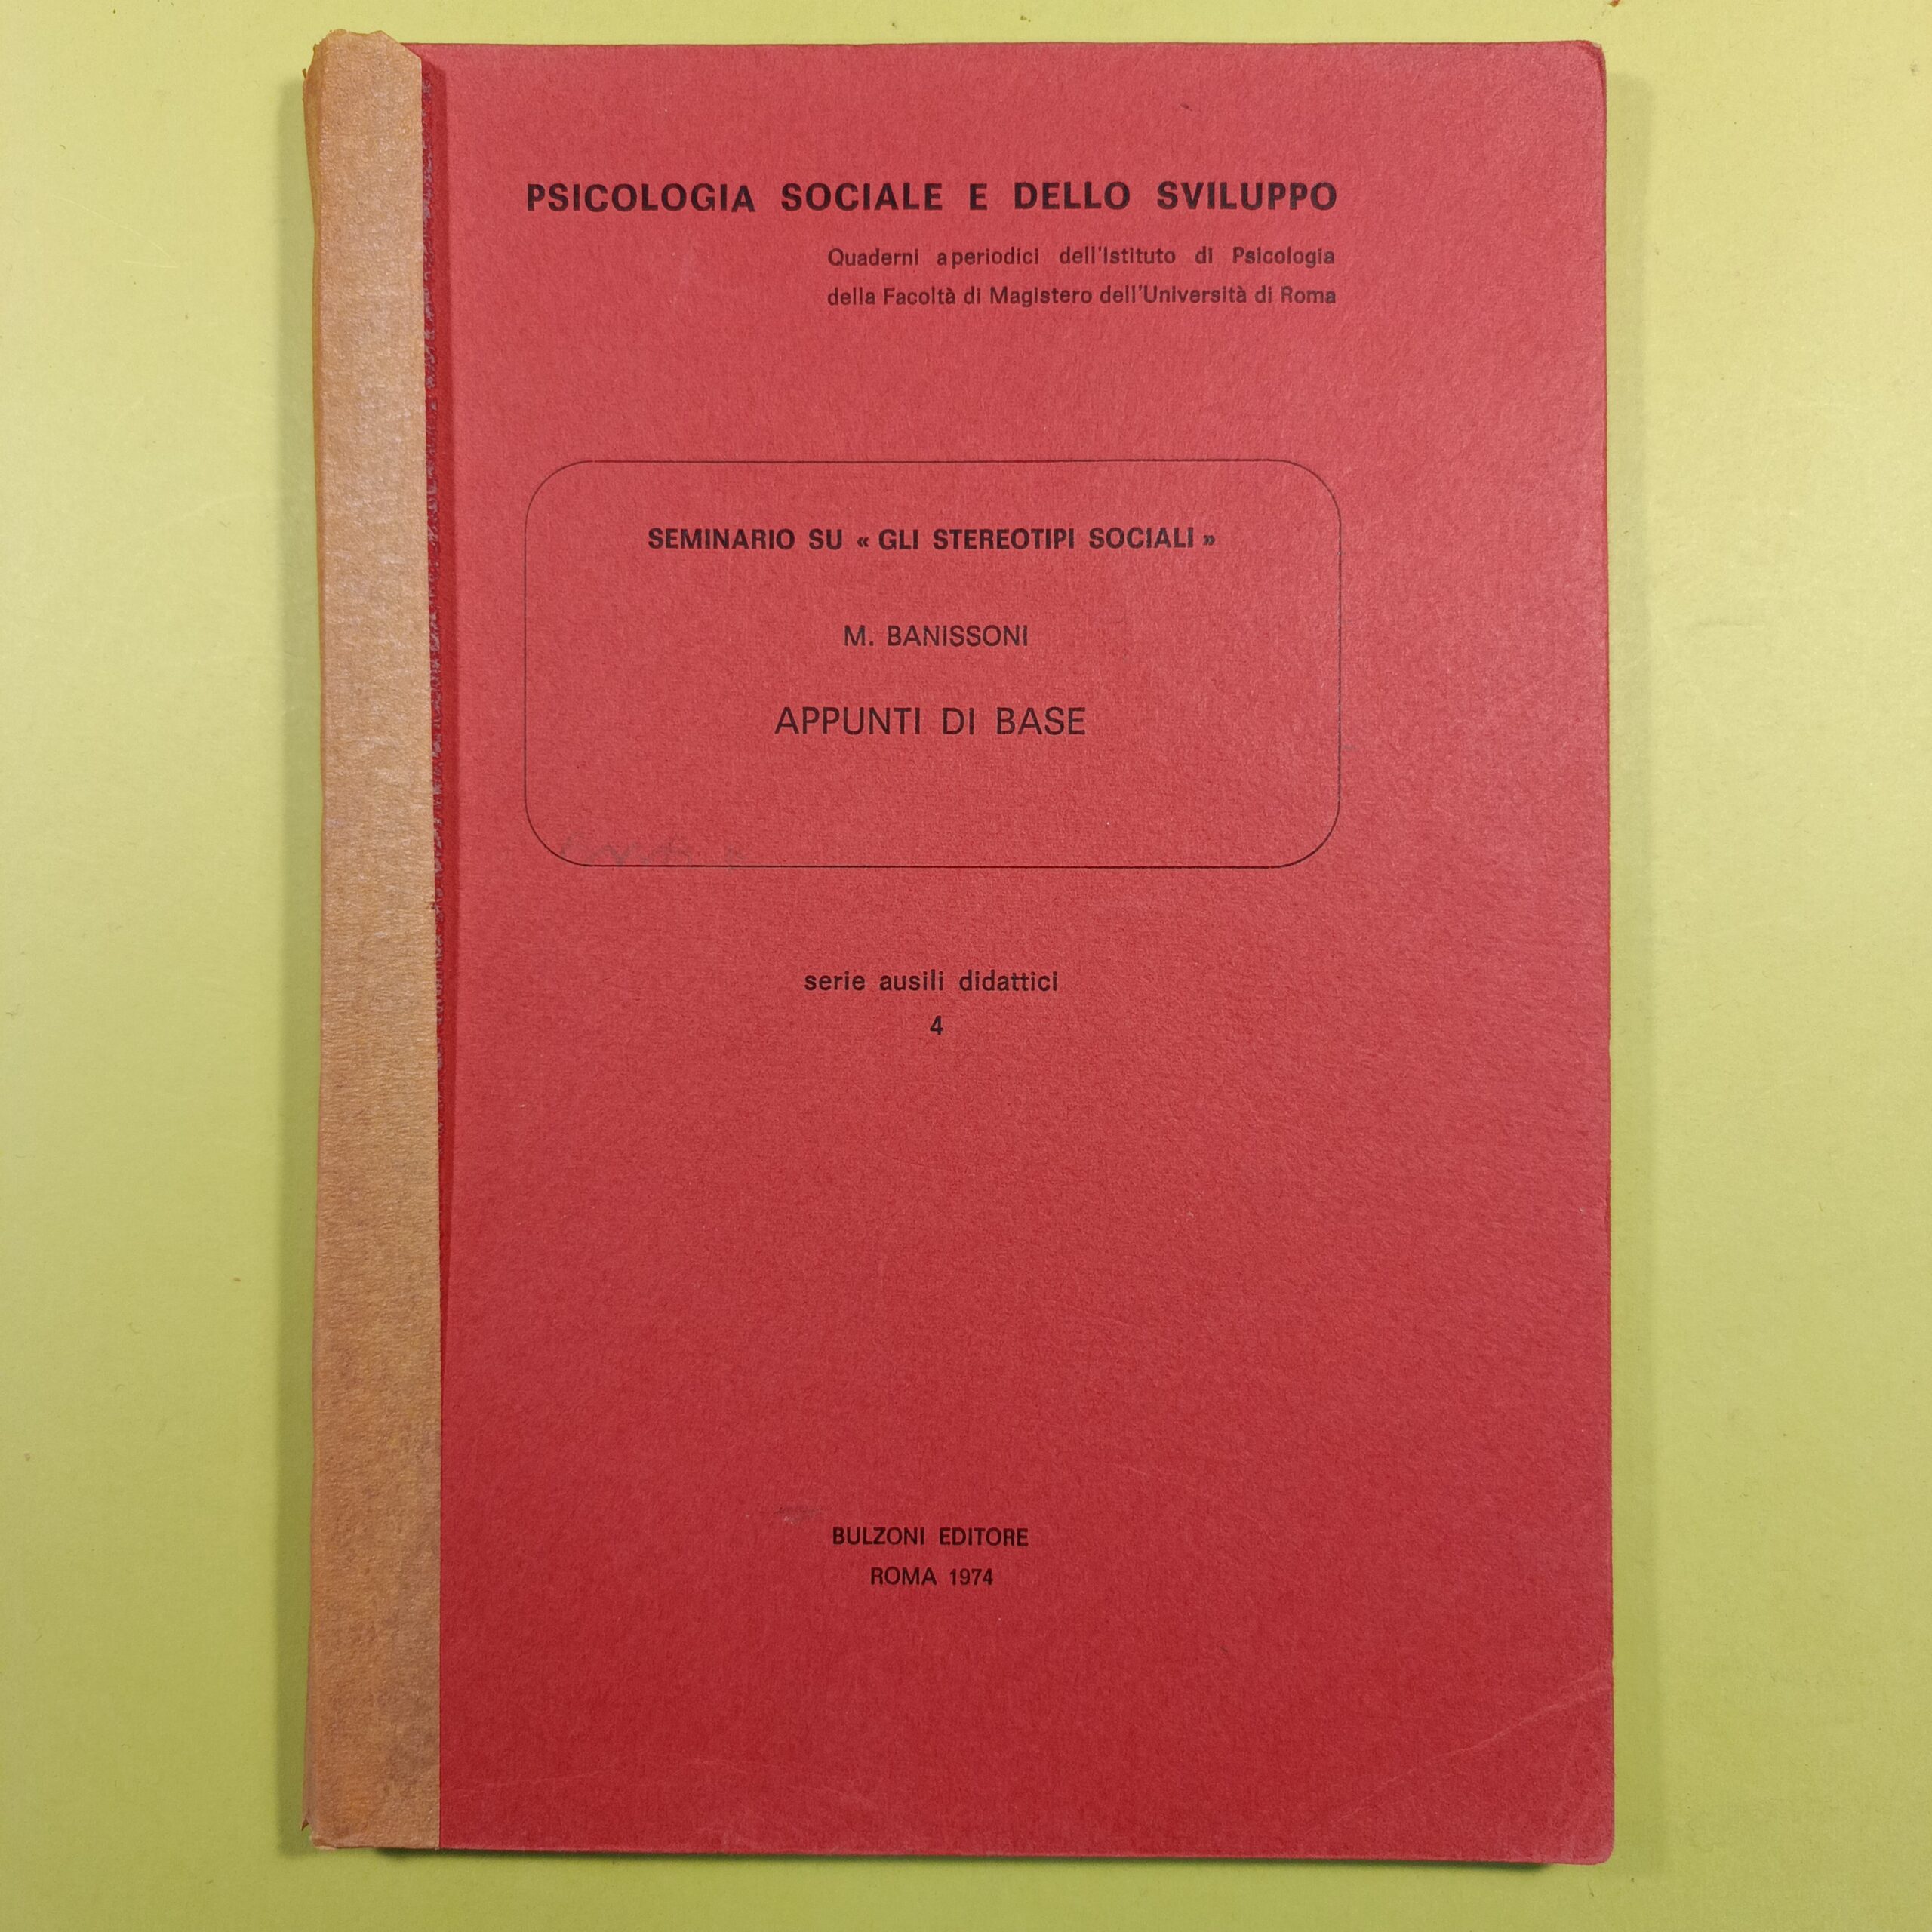 PSICOLOGIA SOCIALE E DELLO SVILUPPO
Quaderni aperiodici dell'Istituto di Psicologia
della Facoltà di Magistero dell'Università di Roma
SEMINARIO SU « GLI STEREOTIPI SOCIALI »
M. BANISSONI
APPUNTI DI BASE
serie ausili didattici
4
BULZONI EDITORE
ROMA 1974